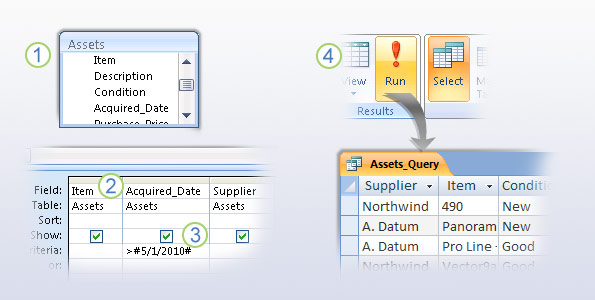 1
Assets
Item
Description
Condition
Acquired_Date
Purchase_Price
Field: Item 2 Acquired_Date Supplier
Table: Assets Assets Assets
Sort:
Show: 3
Criteria: >#5/1/2010#
or:
4
View Run Select
Results
Assets_Query
Supplier Item Conditi
Northwind 490 New
A. Datum Panoram New
A. Datum Pro Line - Good
Northwind Vector9a